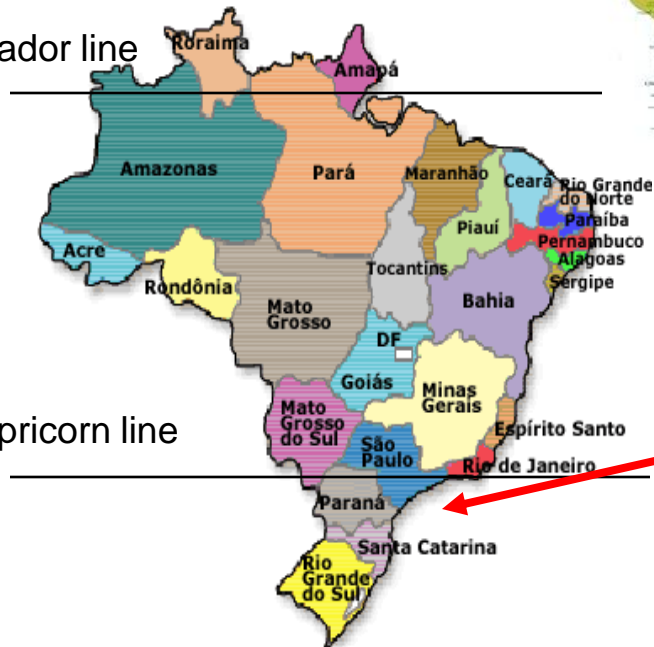 ador line
Roraima
Amapá
Amazonas
Pará
Maranhão
Ceará
Rio Grande
do Norte
Paraíba
Piauí
Pernambuco
Alagoas
Sergipe
Acre
Rondônia
Tocantins
Mato
Grosso
Bahia
DF
Goiás
Minas
Gerais
Mato
Grosso
do Sul
pricorn line
São
Paulo
Espírito Santo
Rio de Janeiro
Paraná
Santa Catarina
Rio
Grande
do Sul